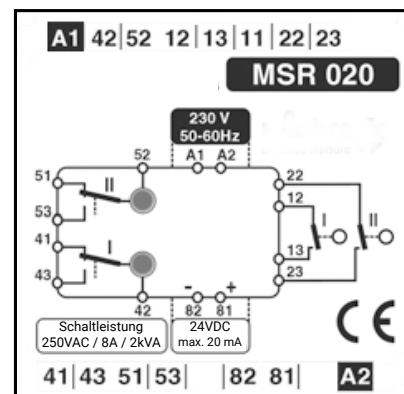 A1 42|52 12|13|11|22|23
MSR 020
230 V
50-60Hz
52 A1 A2
51 II 22
12
53 I II
41
I 13
43 23
42 - +
82 81
Schaltleistung
250VAC / 8A / 2kVA
24VDC
max. 20 mA
CE
41|43 51|53| |82 81| A2